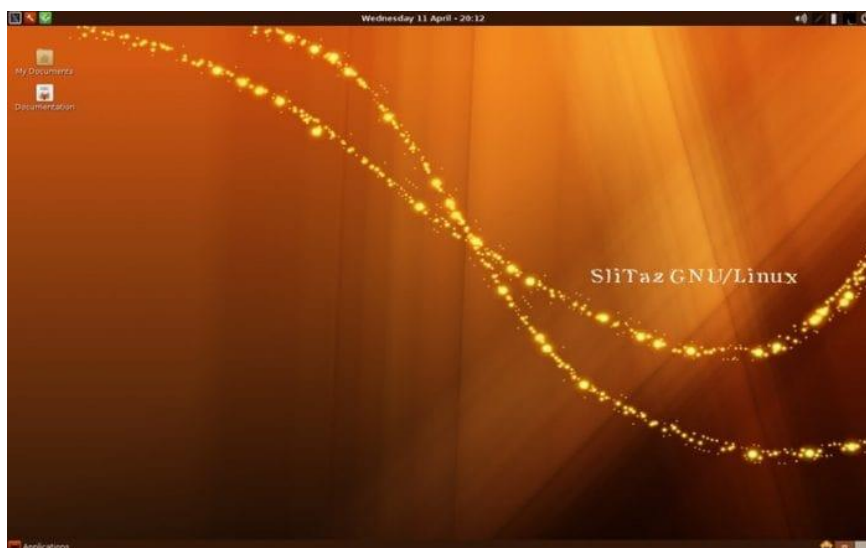 Wednesday 11 April - 20:12
My Documents
Documentation
SliTaz GNU/Linux
Applications